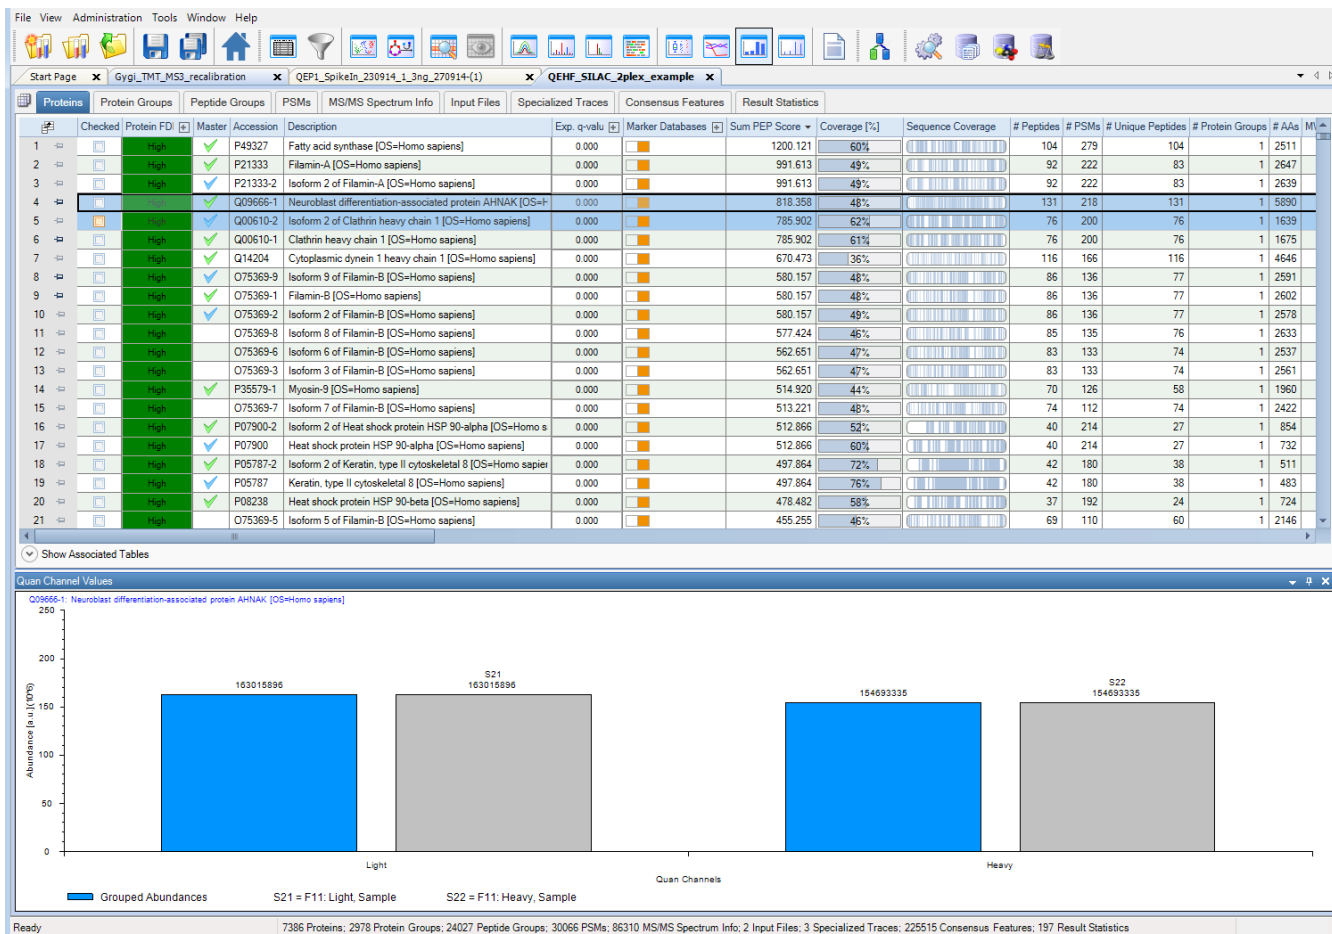 File View Administration Tools Window Help
Start Page Gygi_TMT_MS3_recalibration QEP1_SpikeIn_230914_1_3ng_270914-(1) QEHF_SILAC_2plex_example
Proteins Protein Groups Peptide Groups PSMs MS/MS Spectrum Info Input Files Specialized Traces Consensus Features Result Statistics
Checked Protein FDI Master Accession Description Exp. q-valu Marker Databases Sum PEP Score Coverage [%] Sequence Coverage # Peptides # PSMs # Unique Peptides # Protein Groups # AAs
1 High P49327 Fatty acid synthase [OS=Homo sapiens] 0.000 1200.121 60% 104 279 104 1 2511
2 High P21333 Filamin-A [OS=Homo sapiens] 0.000 991.613 49% 92 222 83 1 2647
3 High P21333-2 Isoform 2 of Filamin-A [OS=Homo sapiens] 0.000 991.613 49% 92 222 83 1 2639
4 High Q09666-1 Neuroblast differentiation-associated protein AHNAK [OS=H 0.000 818.358 48% 131 218 131 1 5890
5 High Q00610-2 Isoform 2 of Clathrin heavy chain 1 [OS=Homo sapiens] 0.000 785.902 62% 76 200 76 1 1639
6 High Q00610-1 Clathrin heavy chain 1 [OS=Homo sapiens] 0.000 785.902 61% 76 200 76 1 1675
7 High Q14204 Cytoplasmic dynein 1 heavy chain 1 [OS=Homo sapiens] 0.000 670.473 36% 116 166 116 1 4646
8 High O75369-9 Isoform 9 of Filamin-B [OS=Homo sapiens] 0.000 580.157 48% 86 136 77 1 2591
9 High O75369-1 Filamin-B [OS=Homo sapiens] 0.000 580.157 48% 86 136 77 1 2602
10 High O75369-2 Isoform 2 of Filamin-B [OS=Homo sapiens] 0.000 580.157 49% 86 136 77 1 2578
11 High O75369-8 Isoform 8 of Filamin-B [OS=Homo sapiens] 0.000 577.424 46% 85 135 76 1 2633
12 High O75369-6 Isoform 6 of Filamin-B [OS=Homo sapiens] 0.000 562.651 47% 83 133 74 1 2537
13 High O75369-3 Isoform 3 of Filamin-B [OS=Homo sapiens] 0.000 562.651 47% 83 133 74 1 2561
14 High P35579-1 Myosin-9 [OS=Homo sapiens] 0.000 514.920 44% 70 126 58 1 1960
15 High O75369-7 Isoform 7 of Filamin-B [OS=Homo sapiens] 0.000 513.221 48% 74 112 74 1 2422
16 High P07900-2 Isoform 2 of Heat shock protein HSP 90-alpha [OS=Homo s 0.000 512.866 52% 40 214 27 1 854
17 High P07900 Heat shock protein HSP 90-alpha [OS=Homo sapiens] 0.000 512.866 60% 40 214 27 1 732
18 High P05787-2 Isoform 2 of Keratin, type II cytoskeletal 8 [OS=Homo sapier 0.000 497.864 72% 42 180 38 1 511
19 High P05787 Keratin, type II cytoskeletal 8 [OS=Homo sapiens] 0.000 497.864 76% 42 180 38 1 483
20 High P08238 Heat shock protein HSP 90-beta [OS=Homo sapiens] 0.000 478.482 58% 37 192 24 1 724
21 High O75369-5 Isoform 5 of Filamin-B [OS=Homo sapiens] 0.000 455.255 46% 69 110 60 1 2146
Show Associated Tables
Quan Channel Values
Q09666-1: Neuroblast differentiation-associated protein AHNAK [OS=Homo sapiens]
250
200
150
100
50
0
Abundance [a.u.](10^6)
163015896
S21
163015896
154693335
S22
154693335
Light Heavy
Quan Channels
Grouped Abundances S21 = F11: Light, Sample S22 = F11: Heavy, Sample
Ready 7386 Proteins; 2978 Protein Groups; 24027 Peptide Groups; 30066 PSMs; 86310 MS/MS Spectrum Info; 2 Input Files; 3 Specialized Traces; 225515 Consensus Features; 197 Result Statistics